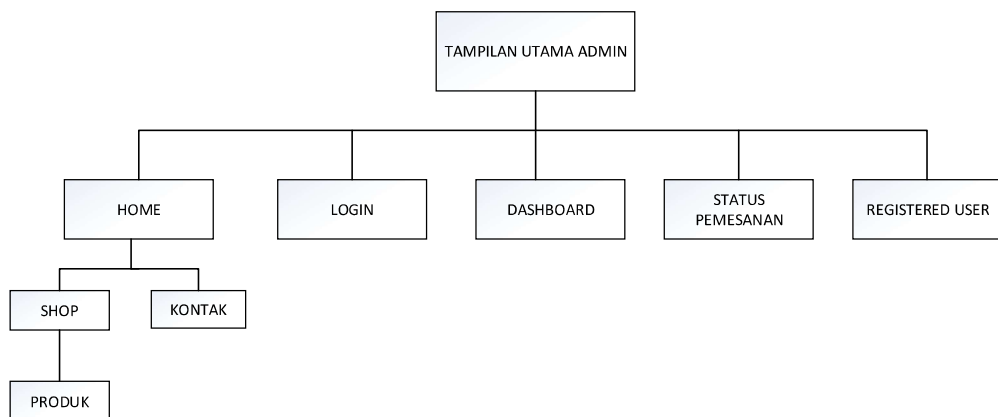 TAMPILAN UTAMA ADMIN
HOME
LOGIN
DASHBOARD
STATUS
PEMESANAN
REGISTERED USER
SHOP
KONTAK
PRODUK